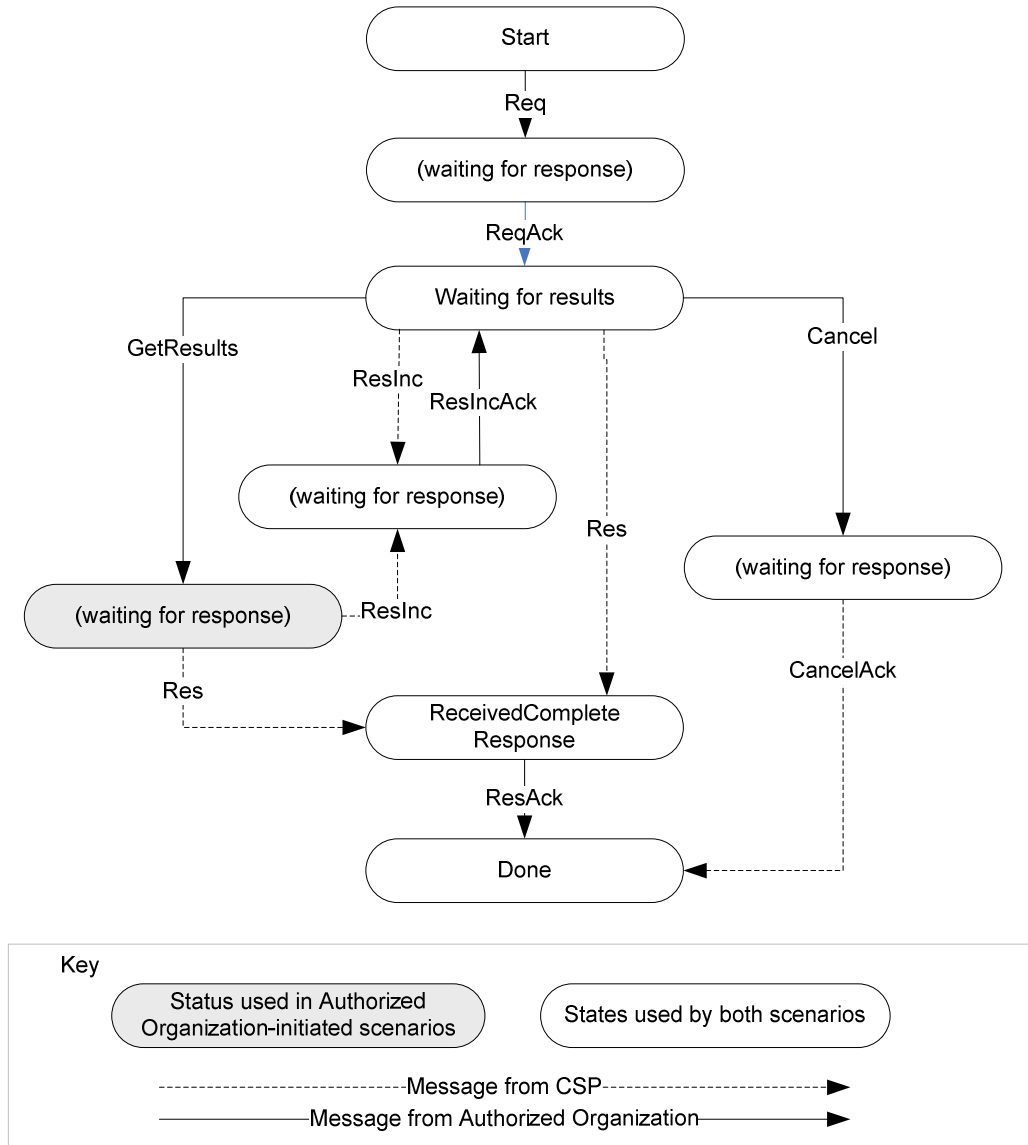 Start
Req
(waiting for response)
ReqAck
Waiting for results
GetResults
Cancel
ResInc
ResIncAck
(waiting for response)
Res
(waiting for response)
(waiting for response)
ResInc
CancelAck
Res
ReceivedComplete
Response
ResAck
Done
Key
Status used in Authorized
Organization-initiated scenarios
States used by both scenarios
Message from CSP
Message from Authorized Organization